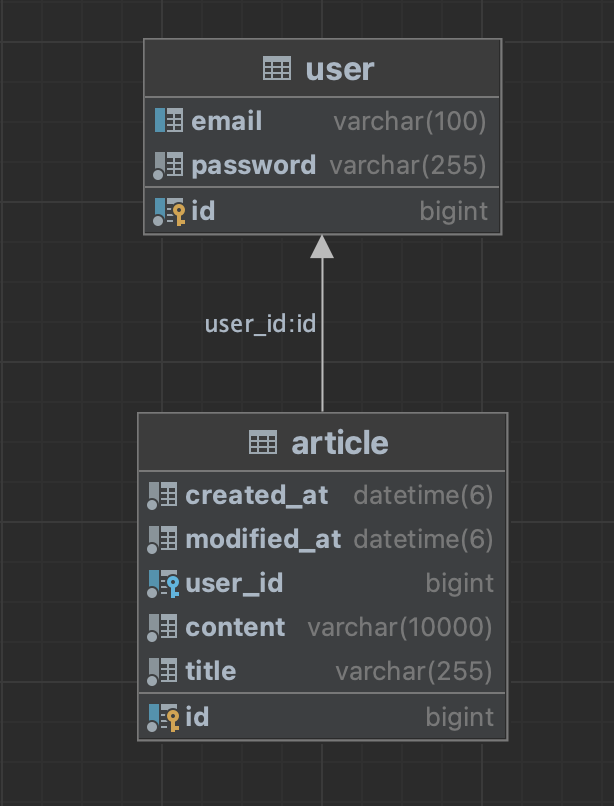 user
email varchar(100)
password varchar(255)
id bigint
user_id:id
article
created_at datetime(6)
modified_at datetime(6)
user_id bigint
content varchar(10000)
title varchar(255)
id bigint